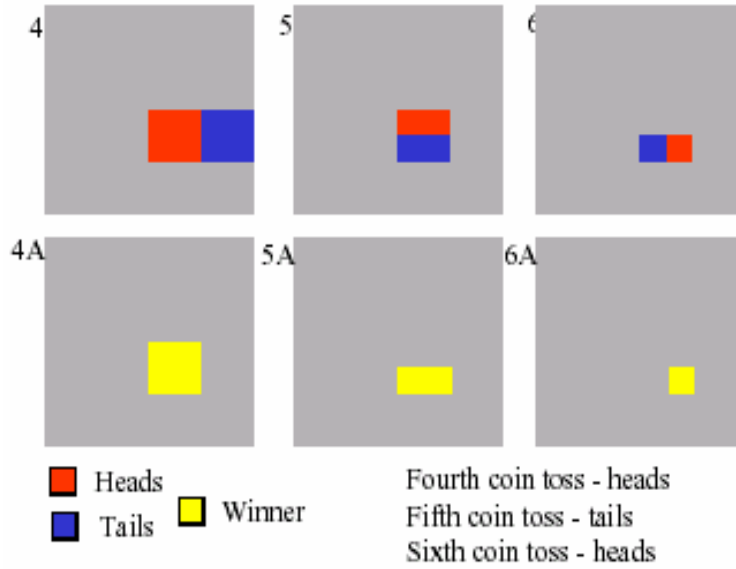 4
5
6
4A
5A
6A
Heads
Tails
Winner
Fourth coin toss - heads
Fifth coin toss - tails
Sixth coin toss - heads